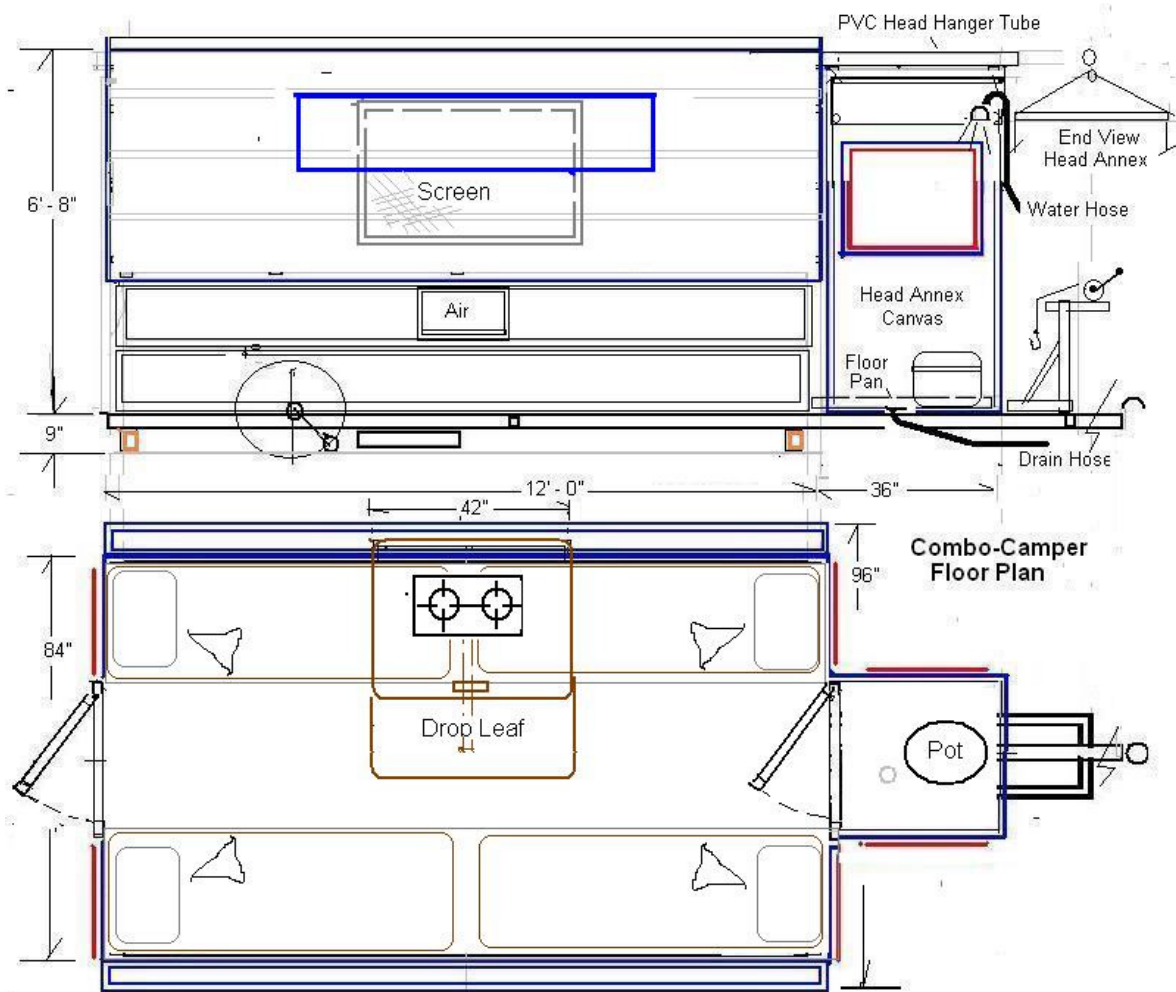 PVC Head Hanger Tube
End View
Head Annex
6' - 8"
Screen
Water Hose
Air
Head Annex
Canvas
Floor
Pan
9"
Drain Hose
12' - 0"
36"
42"
Combo-Camper
Floor Plan
96"
84"
Drop Leaf
Pot